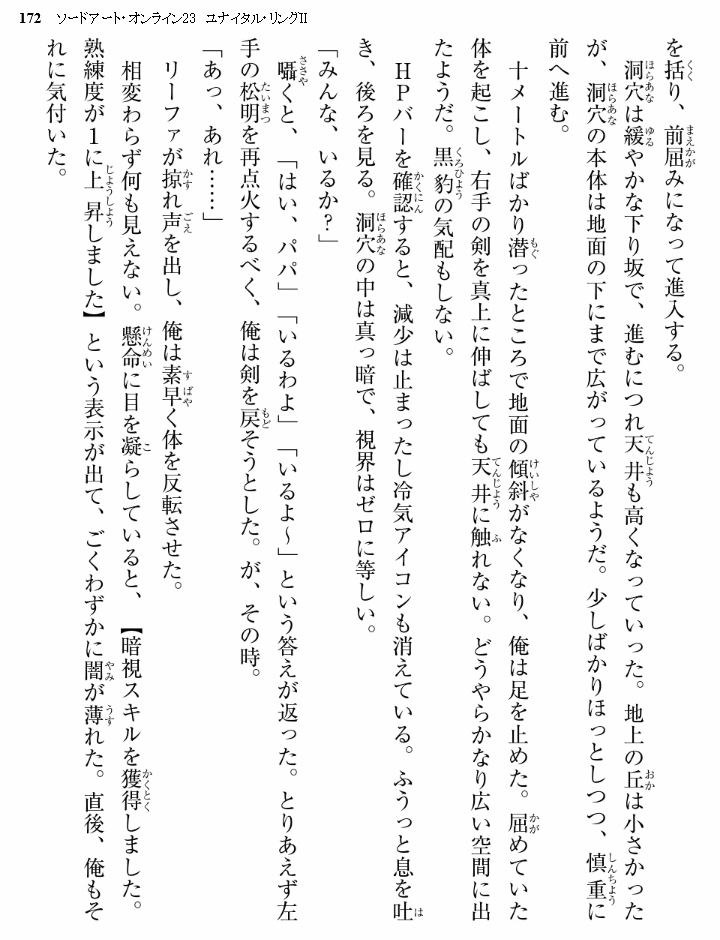 172 ソードアート・オンライン23 ユナイタル・リングⅡ
を括り、前屈みになって進入する。
洞穴は緩やかな下り坂で、進むにつれ天井も高くなっていった。地上の丘は小さかった
が、洞穴の本体は地面の下にまで広がっているようだ。少しばかりほっとしつつ、慎重に
前へ進む。
十メートルばかり潜ったところで地面の傾斜がなくなり、俺は足を止めた。屈めていた
体を起こし、右手の剣を真上に伸ばしても天井に触れない。どうやらかなり広い空間に出
たようだ。黒豹の気配もしない。
HPバーを確認すると、減少は止まったし冷気アイコンも消えている。ふうっと息を吐
き、後ろを見る。洞穴の中は真っ暗で、視界はゼロに等しい。
「みんな、いるか?」
囁くと、「はい、パパ」「いるわよ」「いるよ〜」という答えが返った。とりあえず左
手の松明を再点火するべく、俺は剣を戻そうとした。が、その時。
「あっ、あれ……」
リーファが掠れ声を出し、俺は素早く体を反転させた。
相変わらず何も見えない。懸命に目を凝らしていると、【暗視スキルを獲得しました。
熟練度が1に上昇しました】という表示が出て、ごくわずかに闇が薄れた。直後、俺もそ
れに気付いた。